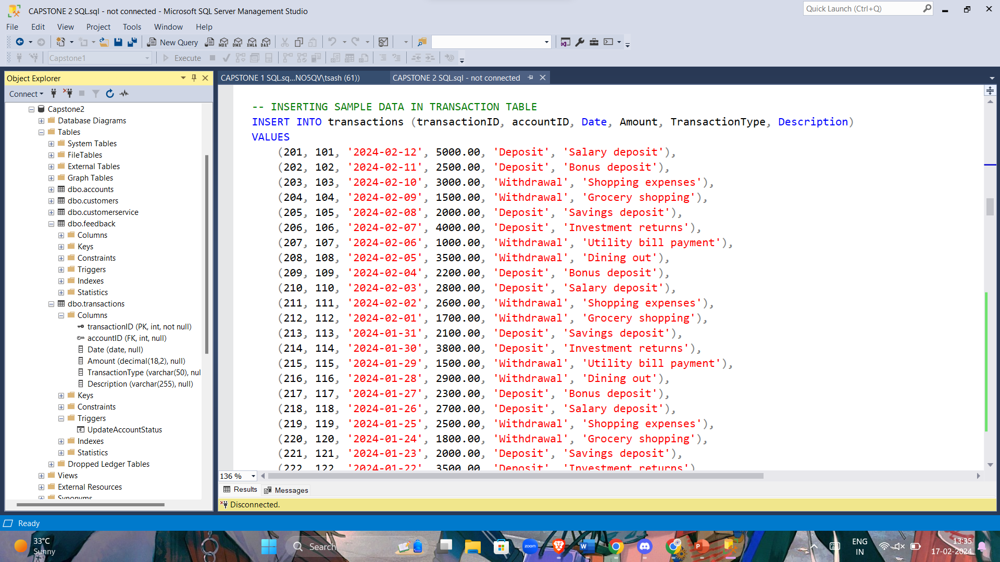 CAPSTONE 2 SQL.sql - not connected - Microsoft SQL Server Management Studio
Quick Launch (Ctrl+Q)
File Edit View Project Tools Window Help
New Query MDX DMX XMLA DAX
Capstone1 Execute
Object Explorer
Connect
Capstone2
Database Diagrams
Tables
System Tables
FileTables
External Tables
Graph Tables
dbo.accounts
dbo.customers
dbo.customerservice
dbo.feedback
Columns
Keys
Constraints
Triggers
Indexes
Statistics
dbo.transactions
Columns
transactionID (PK, int, not null)
accountID (FK, int, null)
Date (date, null)
Amount (decimal(18,2), null)
TransactionType (varchar(50), nul
Description (varchar(255), null)
Keys
Constraints
Triggers
UpdateAccountStatus
Indexes
Statistics
Dropped Ledger Tables
Views
External Resources
Synonyms
CAPSTONE 1 SQL.sq...NO5QV\tsash (61)) CAPSTONE 2 SQL.sql - not connected
-- INSERTING SAMPLE DATA IN TRANSACTION TABLE
INSERT INTO transactions (transactionID, accountID, Date, Amount, TransactionType, Description)
VALUES
(201, 101, '2024-02-12', 5000.00, 'Deposit', 'Salary deposit'),
(202, 102, '2024-02-11', 2500.00, 'Deposit', 'Bonus deposit'),
(203, 103, '2024-02-10', 3000.00, 'Withdrawal', 'Shopping expenses'),
(204, 104, '2024-02-09', 1500.00, 'Withdrawal', 'Grocery shopping'),
(205, 105, '2024-02-08', 2000.00, 'Deposit', 'Savings deposit'),
(206, 106, '2024-02-07', 4000.00, 'Deposit', 'Investment returns'),
(207, 107, '2024-02-06', 1000.00, 'Withdrawal', 'Utility bill payment'),
(208, 108, '2024-02-05', 3500.00, 'Withdrawal', 'Dining out'),
(209, 109, '2024-02-04', 2200.00, 'Deposit', 'Bonus deposit'),
(210, 110, '2024-02-03', 2800.00, 'Deposit', 'Salary deposit'),
(211, 111, '2024-02-02', 2600.00, 'Withdrawal', 'Shopping expenses'),
(212, 112, '2024-02-01', 1700.00, 'Withdrawal', 'Grocery shopping'),
(213, 113, '2024-01-31', 2100.00, 'Deposit', 'Savings deposit'),
(214, 114, '2024-01-30', 3800.00, 'Deposit', 'Investment returns'),
(215, 115, '2024-01-29', 1500.00, 'Withdrawal', 'Utility bill payment'),
(216, 116, '2024-01-28', 2900.00, 'Withdrawal', 'Dining out'),
(217, 117, '2024-01-27', 2300.00, 'Deposit', 'Bonus deposit'),
(218, 118, '2024-01-26', 2700.00, 'Deposit', 'Salary deposit'),
(219, 119, '2024-01-25', 2500.00, 'Withdrawal', 'Shopping expenses'),
(220, 120, '2024-01-24', 1800.00, 'Withdrawal', 'Grocery shopping'),
(221, 121, '2024-01-23', 2000.00, 'Deposit', 'Savings deposit'),
(222, 122, '2024-01-22', 3500.00, 'Deposit', 'Investment returns')
136 %
Results Messages
Disconnected.
Ready
33°C
Sunny
Search
zoom
ENG
IN
13:35
17-02-2024